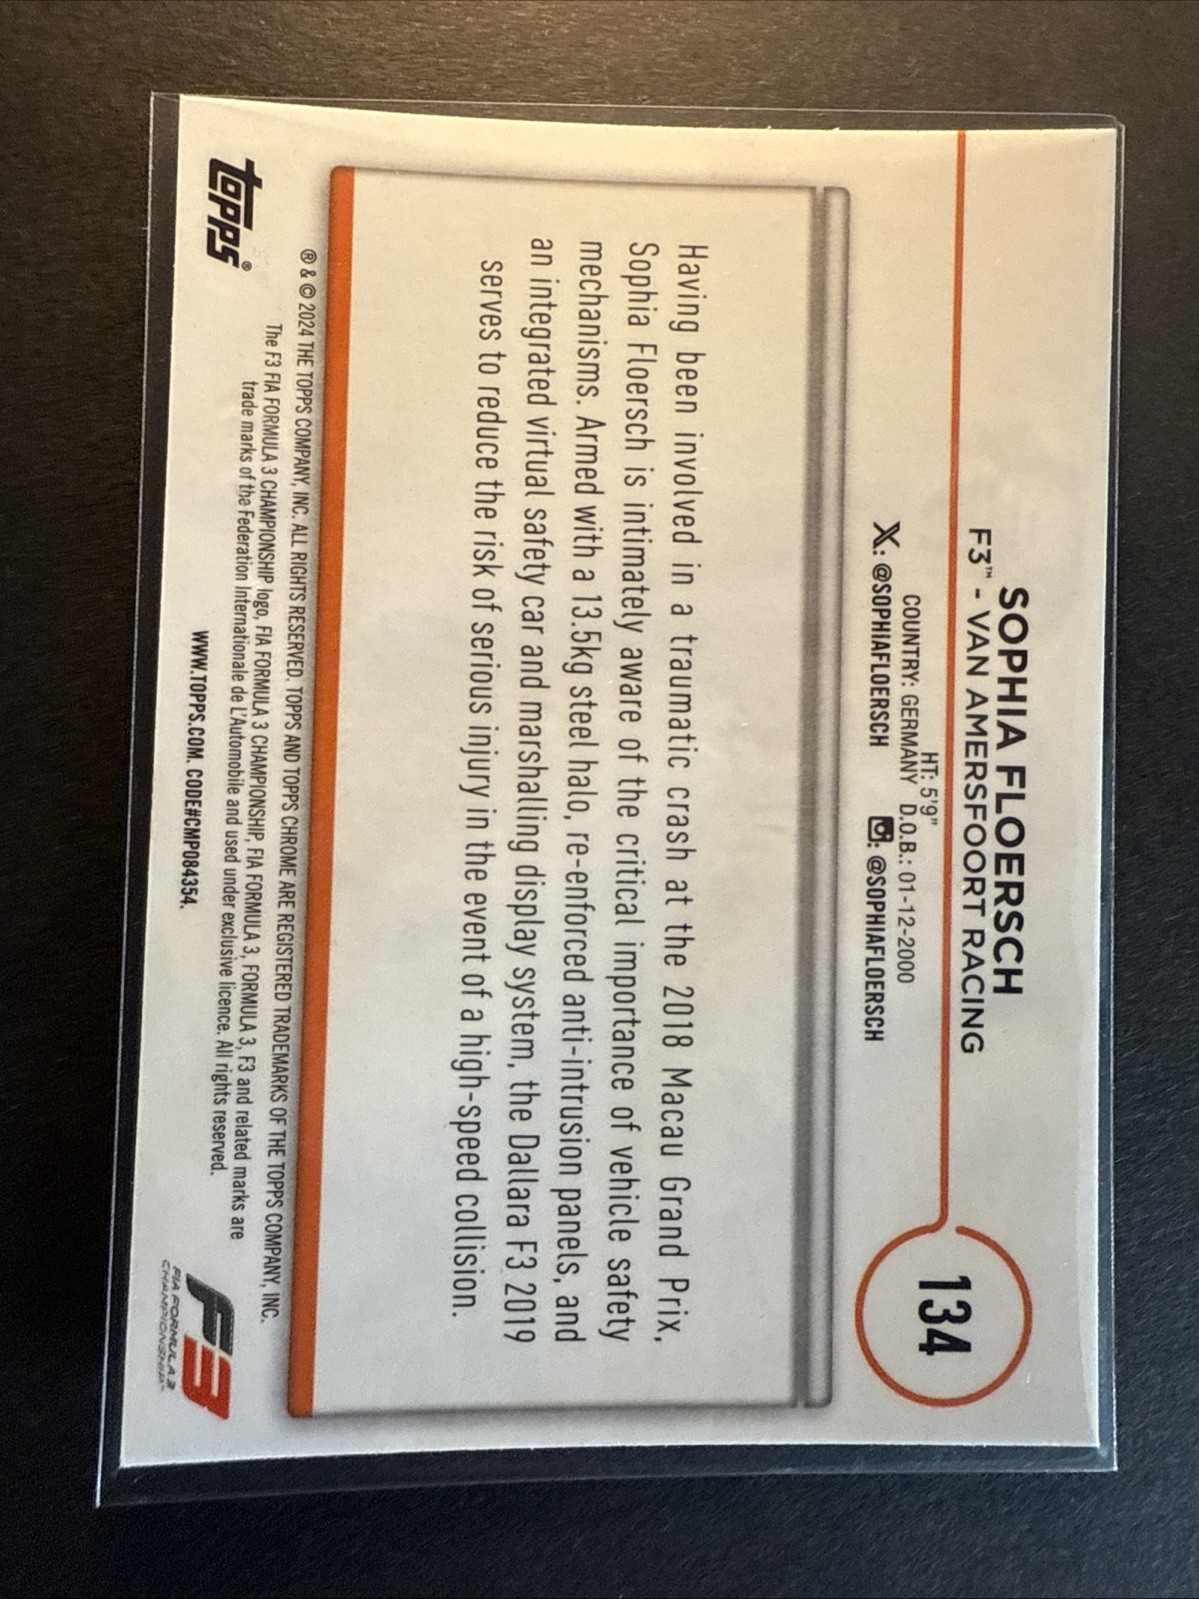 SOPHIA FLOERSCH
F3™ - VAN AMERSFOORT RACING
134
HT: 5'9"
COUNTRY: GERMANY D.O.B.: 01-12-2000
X: @SOPHIAFLOERSCH : @SOPHIAFLOERSCH
Having been involved in a traumatic crash at the 2018 Macau Grand Prix,
Sophia Floersch is intimately aware of the critical importance of vehicle safety
mechanisms. Armed with a 13.5kg steel halo, re-enforced anti-intrusion panels, and
an integrated virtual safety car and marshalling display system, the Dallara F3 2019
serves to reduce the risk of serious injury in the event of a high-speed collision.
® & © 2024 THE TOPPS COMPANY, INC. ALL RIGHTS RESERVED. TOPPS AND TOPPS CHROME ARE REGISTERED TRADEMARKS OF THE TOPPS COMPANY, INC.
The F3 FIA FORMULA 3 CHAMPIONSHIP logo, FIA FORMULA 3 CHAMPIONSHIP, FIA FORMULA 3, FORMULA 3, F3 and related marks are
trade marks of the Federation Internationale de L'Automobile and used under exclusive licence. All rights reserved.
WWW.TOPPS.COM. CODE#CMP084354.
topps®
F3
FIA FORMULA 3
CHAMPIONSHIP™